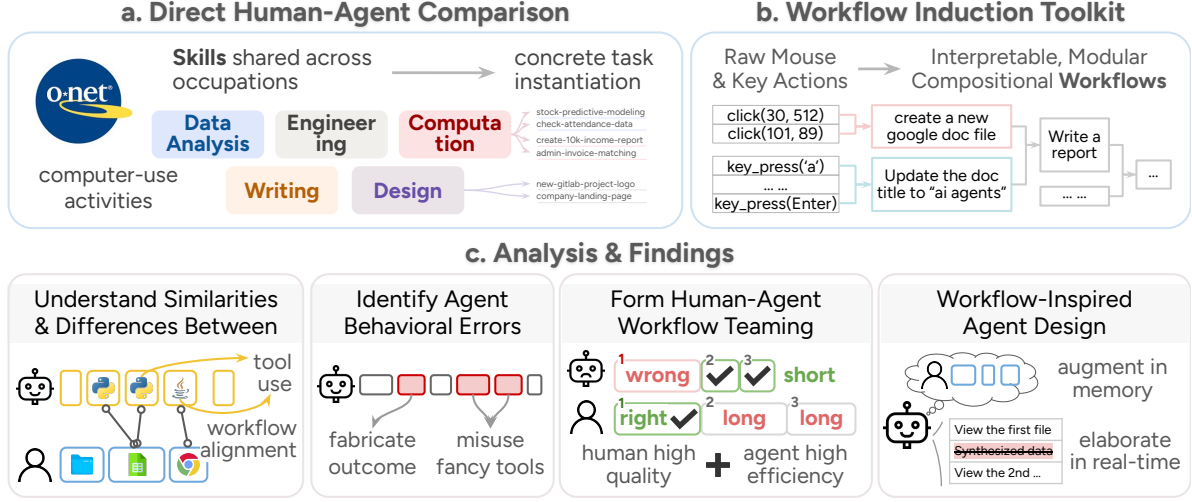 a. Direct Human-Agent Comparison
o*net®
Skills shared across
occupations
concrete task
instantiation
Data
Analysis
Engineer
ing
Computa
tion
stock-predictive-modeling
check-attendance-data
create-10k-income-report
admin-invoice-matching
computer-use
activities
Writing
Design
new-gitlab-project-logo
company-landing-page
b. Workflow Induction Toolkit
Raw Mouse
& Key Actions
Interpretable, Modular
Compositional Workflows
click(30, 512)
click(101, 89)
create a new
google doc file
key_press('a')
... ...
key_press(Enter)
Update the doc
title to "ai agents"
Write a
report
... ...
...
c. Analysis & Findings
Understand Similarities
& Differences Between
tool
use
workflow
alignment
Identify Agent
Behavioral Errors
fabricate
outcome
misuse
fancy tools
Form Human-Agent
Workflow Teaming
1 wrong 2 3 short
1 right 2 long 3 long
human high
quality
+
agent high
efficiency
Workflow-Inspired
Agent Design
augment in
memory
View the first file
Synthesized data
View the 2nd ...
elaborate
in real-time